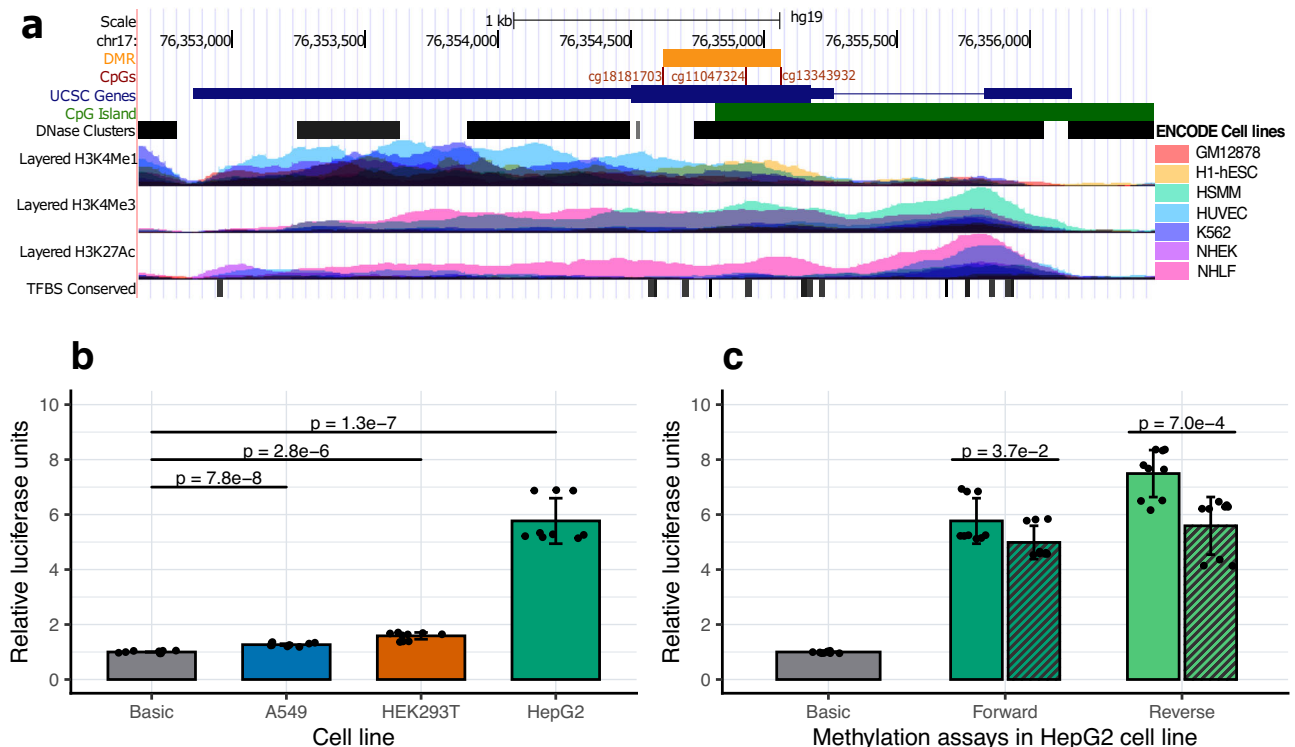 a
Scale 1 kb hg19
chr17: 76,353,000 76,353,500 76,354,000 76,354,500 76,355,000 76,355,500 76,356,000
DMR
CpGs cg18181703 cg11047324 cg13343932
UCSC Genes
CpG Island
DNase Clusters
Layered H3K4Me1
Layered H3K4Me3
Layered H3K27Ac
TFBS Conserved
ENCODE Cell lines
GM12878
H1-hESC
HSMM
HUVEC
K562
NHEK
NHLF
b
Relative luciferase units
10
8
6
4
2
0
p = 1.3e−7
p = 2.8e−6
p = 7.8e−8
Basic A549 HEK293T HepG2
Cell line
c
Relative luciferase units
10
8
6
4
2
0
p = 3.7e−2
p = 7.0e−4
Basic Forward Reverse
Methylation assays in HepG2 cell line